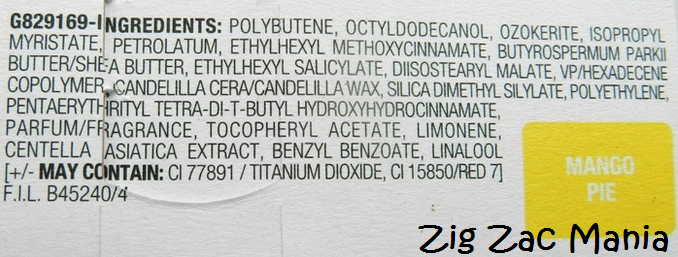 G829169-INGREDIENTS: POLYBUTENE, OCTYLDODECANOL, OZOKERITE, ISOPROPYL
MYRISTATE, PETROLATUM, ETHYLHEXYL METHOXYCINNAMATE, BUTYROSPERMUM PARKII
BUTTER/SHEA BUTTER, ETHYLHEXYL SALICYLATE, DIISOSTEARYL MALATE, VP/HEXADECENE
COPOLYMER, CANDELILLA CERA/CANDELILLA WAX, SILICA DIMETHYL SILYLATE, POLYETHYLENE,
PENTAERYTHRITYL TETRA-DI-T-BUTYL HYDROXYHYDROCINNAMATE,
PARFUM/FRAGRANCE, TOCOPHERYL ACETATE, LIMONENE,
CENTELLA ASIATICA EXTRACT, BENZYL BENZOATE, LINALOOL
[+/- MAY CONTAIN: CI 77891 / TITANIUM DIOXIDE, CI 15850/RED 7]
F.I.L. B45240/4
MANGO
PIE
Zig Zac Mania